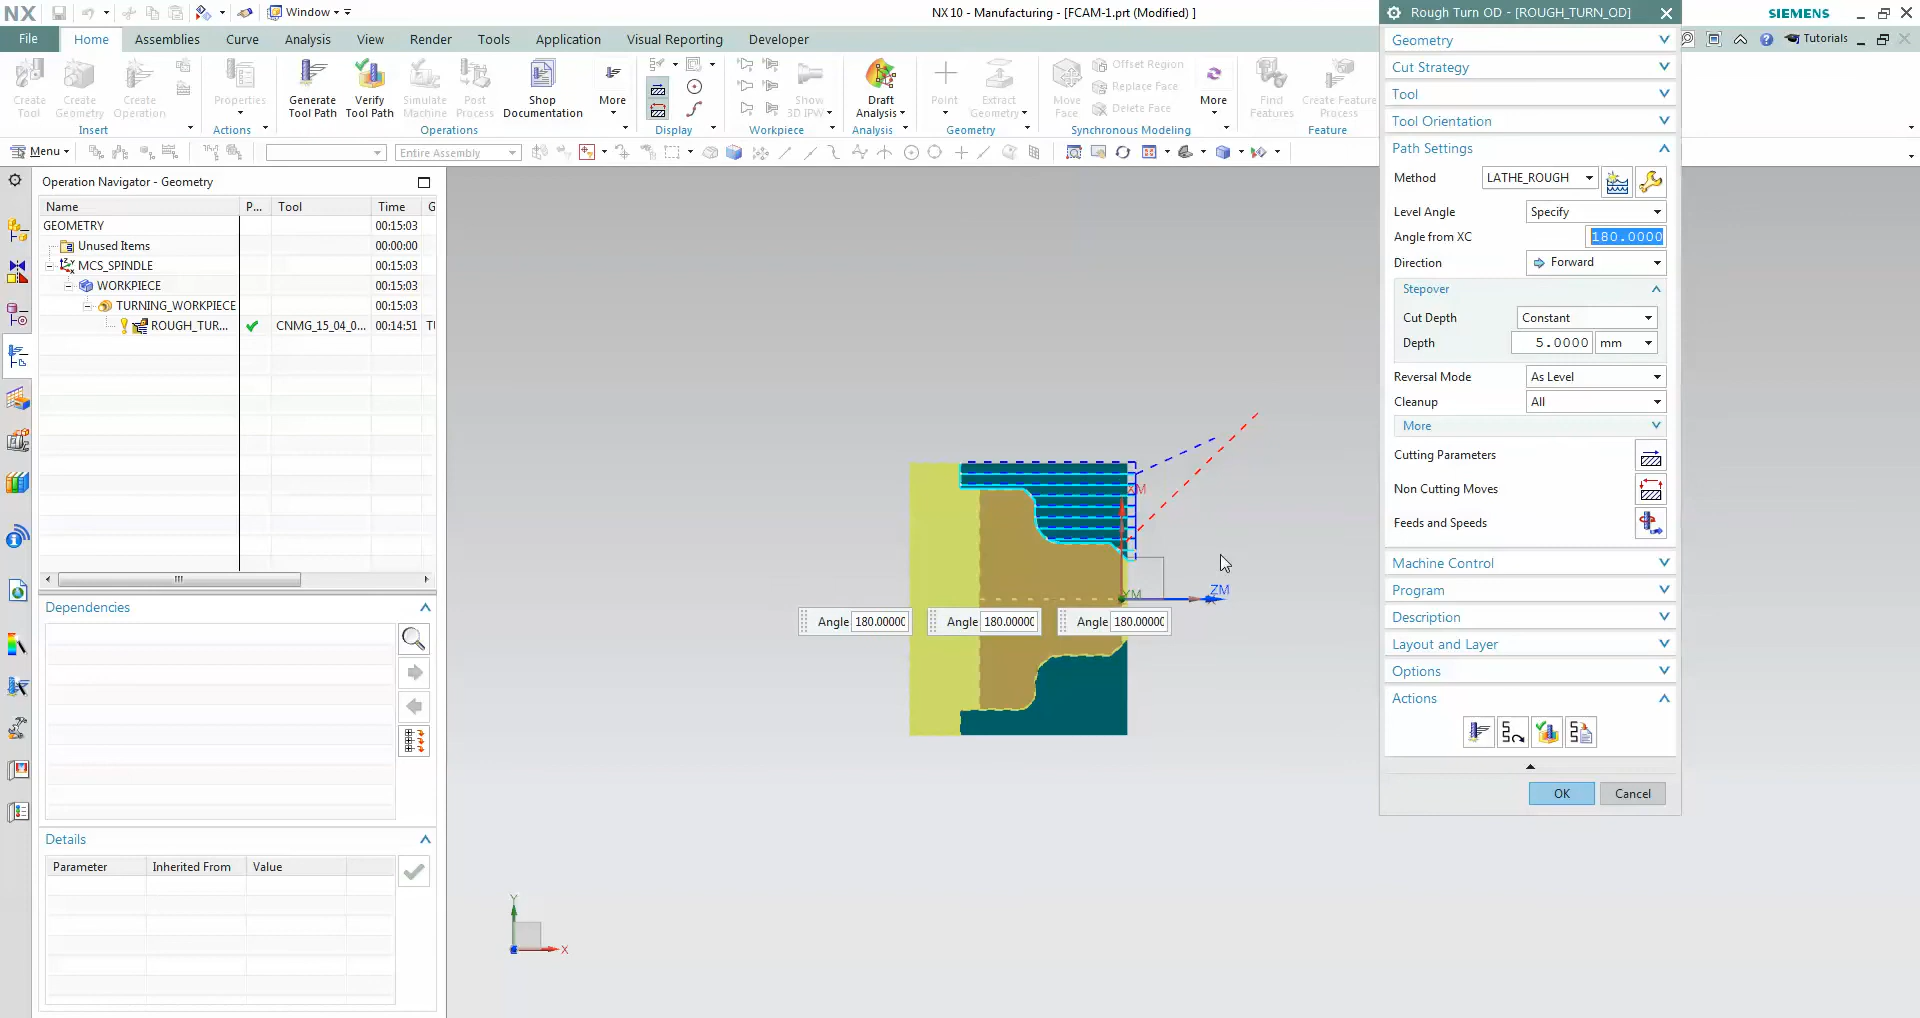 NX
Window
NX 10 - Manufacturing - [FCAM-1.prt (Modified) ]
SIEMENS
File
Home
Assemblies
Curve
Analysis
View
Render
Tools
Application
Visual Reporting
Developer
Tutorials
Create Tool
Create Geometry
Create Operation
Insert
Properties
Actions
Generate Tool Path
Verify Tool Path
Simulate Machine
Post Process
Shop Documentation
More
Operations
Display
Show 3D IPW
Workpiece
Draft Analysis
Analysis
Point
Extract Geometry
Geometry
Move Face
Offset Region
Replace Face
Delete Face
More
Synchronous Modeling
Find Features
Create Feature Process
Feature
Menu
Entire Assembly
Operation Navigator - Geometry
Name P... Tool Time G
GEOMETRY 00:15:03
Unused Items 00:00:00
MCS_SPINDLE 00:15:03
WORKPIECE 00:15:03
TURNING_WORKPIECE 00:15:03
ROUGH_TUR... CNMG_15_04_0... 00:14:51
Dependencies
Details
Parameter Inherited From Value
XM
YM
ZM
Angle 180.0000
Angle 180.0000
Angle 180.0000
Y
X
Rough Turn OD - [ROUGH_TURN_OD]
Geometry
Cut Strategy
Tool
Tool Orientation
Path Settings
Method LATHE_ROUGH
Level Angle Specify
Angle from XC 180.0000
Direction Forward
Stepover
Cut Depth Constant
Depth 5.0000 mm
Reversal Mode As Level
Cleanup All
More
Cutting Parameters
Non Cutting Moves
Feeds and Speeds
Machine Control
Program
Description
Layout and Layer
Options
Actions
OK
Cancel